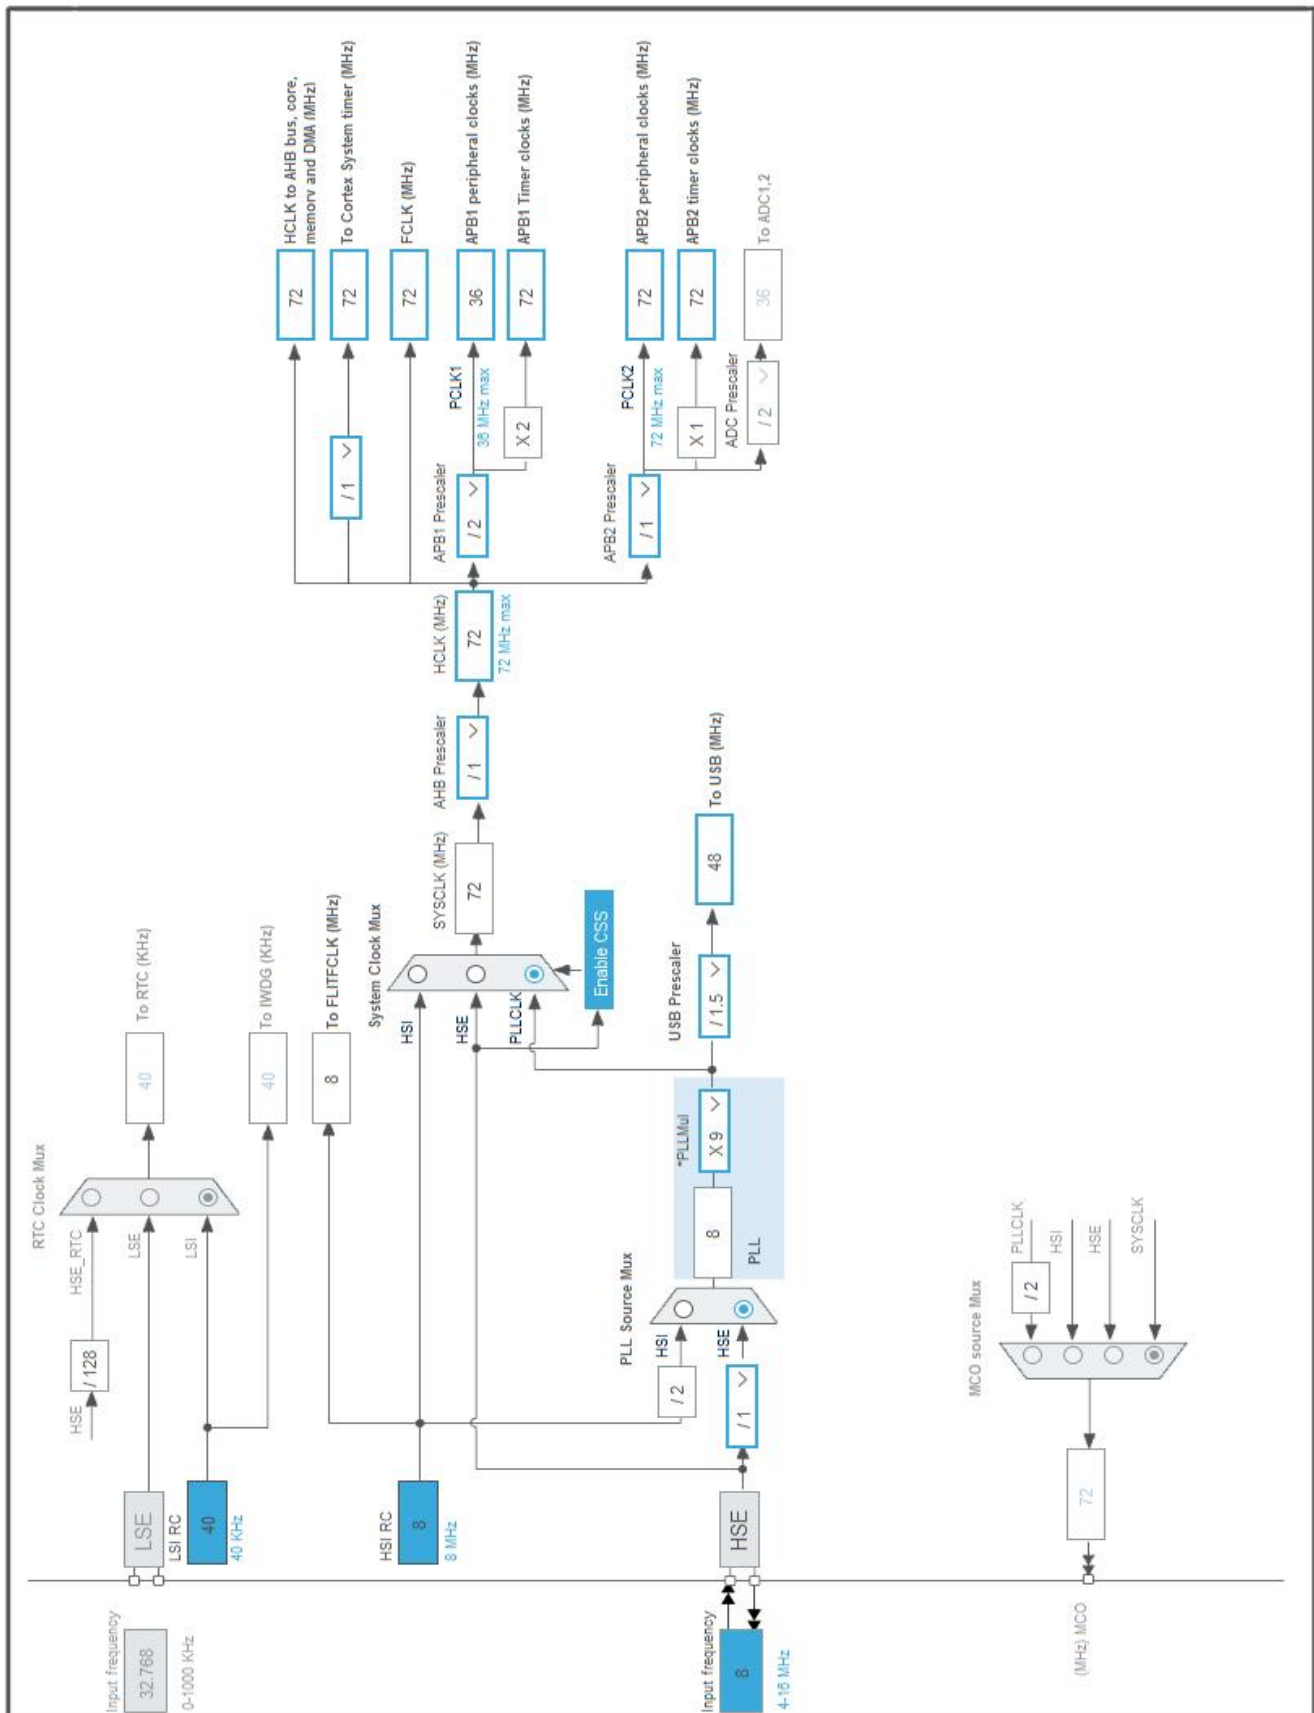 Input frequency
32.768
0-1000 KHz
LSE
LSI RC
40
40 KHz
HSE
/ 128
HSE_RTC
LSE
LSI
RTC Clock Mux
40
To RTC (KHz)
40
To IWDG (KHz)
8
To FLITFCLK (MHz)
HSI RC
8
8 MHz
System Clock Mux
HSI
HSE
PLLCLK
Enable CSS
SYSCLK (MHz)
72
AHB Prescaler
/ 1
HCLK (MHz)
72
72 MHz max
72
HCLK to AHB bus, core,
memory and DMA (MHz)
/ 1
72
To Cortex System timer (MHz)
72
FCLK (MHz)
APB1 Prescaler
/ 2
PCLK1
36 MHz max
36
APB1 peripheral clocks (MHz)
X 2
72
APB1 Timer clocks (MHz)
APB2 Prescaler
/ 1
PCLK2
72 MHz max
72
APB2 peripheral clocks (MHz)
X 1
72
APB2 timer clocks (MHz)
ADC Prescaler
/ 2
36
To ADC1,2
Input frequency
8
4-16 MHz
HSE
/ 1
/ 2
PLL Source Mux
HSI
HSE
8
*PLLMul
X 9
PLL
USB Prescaler
/ 1.5
48
To USB (MHz)
(MHz) MCO
72
MCO source Mux
/ 2
PLLCLK
HSI
HSE
SYSCLK